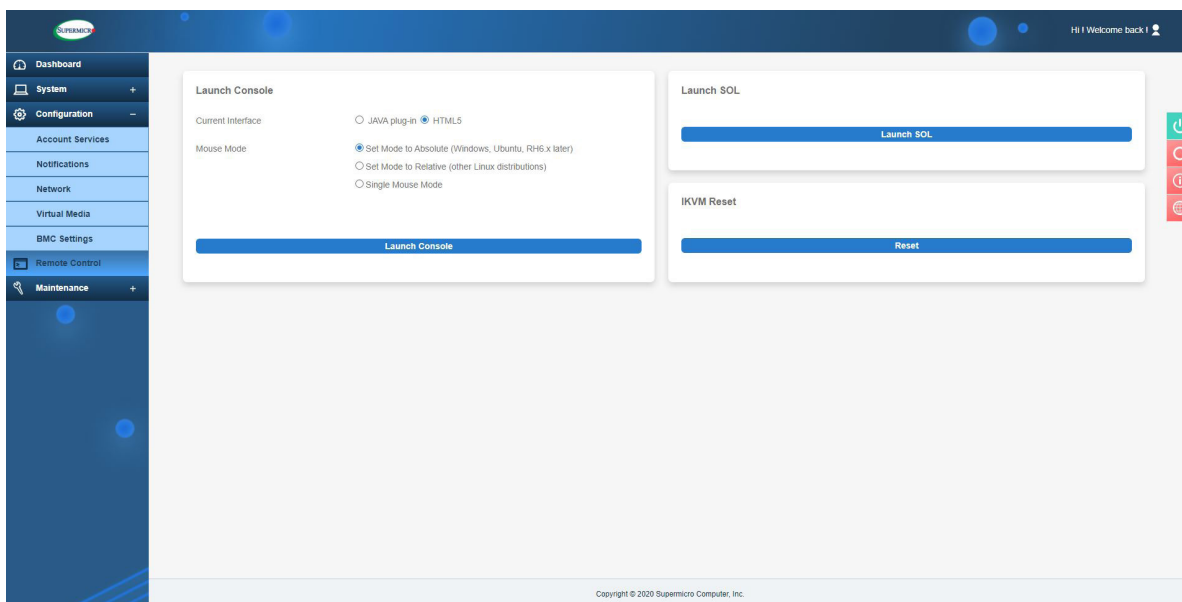 SUPERMICR
Hi ! Welcome back !
Dashboard
System +
Configuration −
Account Services
Notifications
Network
Virtual Media
BMC Settings
Remote Control
Maintenance +
Launch Console
Current Interface JAVA plug-in HTML5
Mouse Mode Set Mode to Absolute (Windows, Ubuntu, RH6.x later)
Set Mode to Relative (other Linux distributions)
Single Mouse Mode
Launch Console
Launch SOL
Launch SOL
IKVM Reset
Reset
Copyright © 2020 Supermicro Computer, Inc.